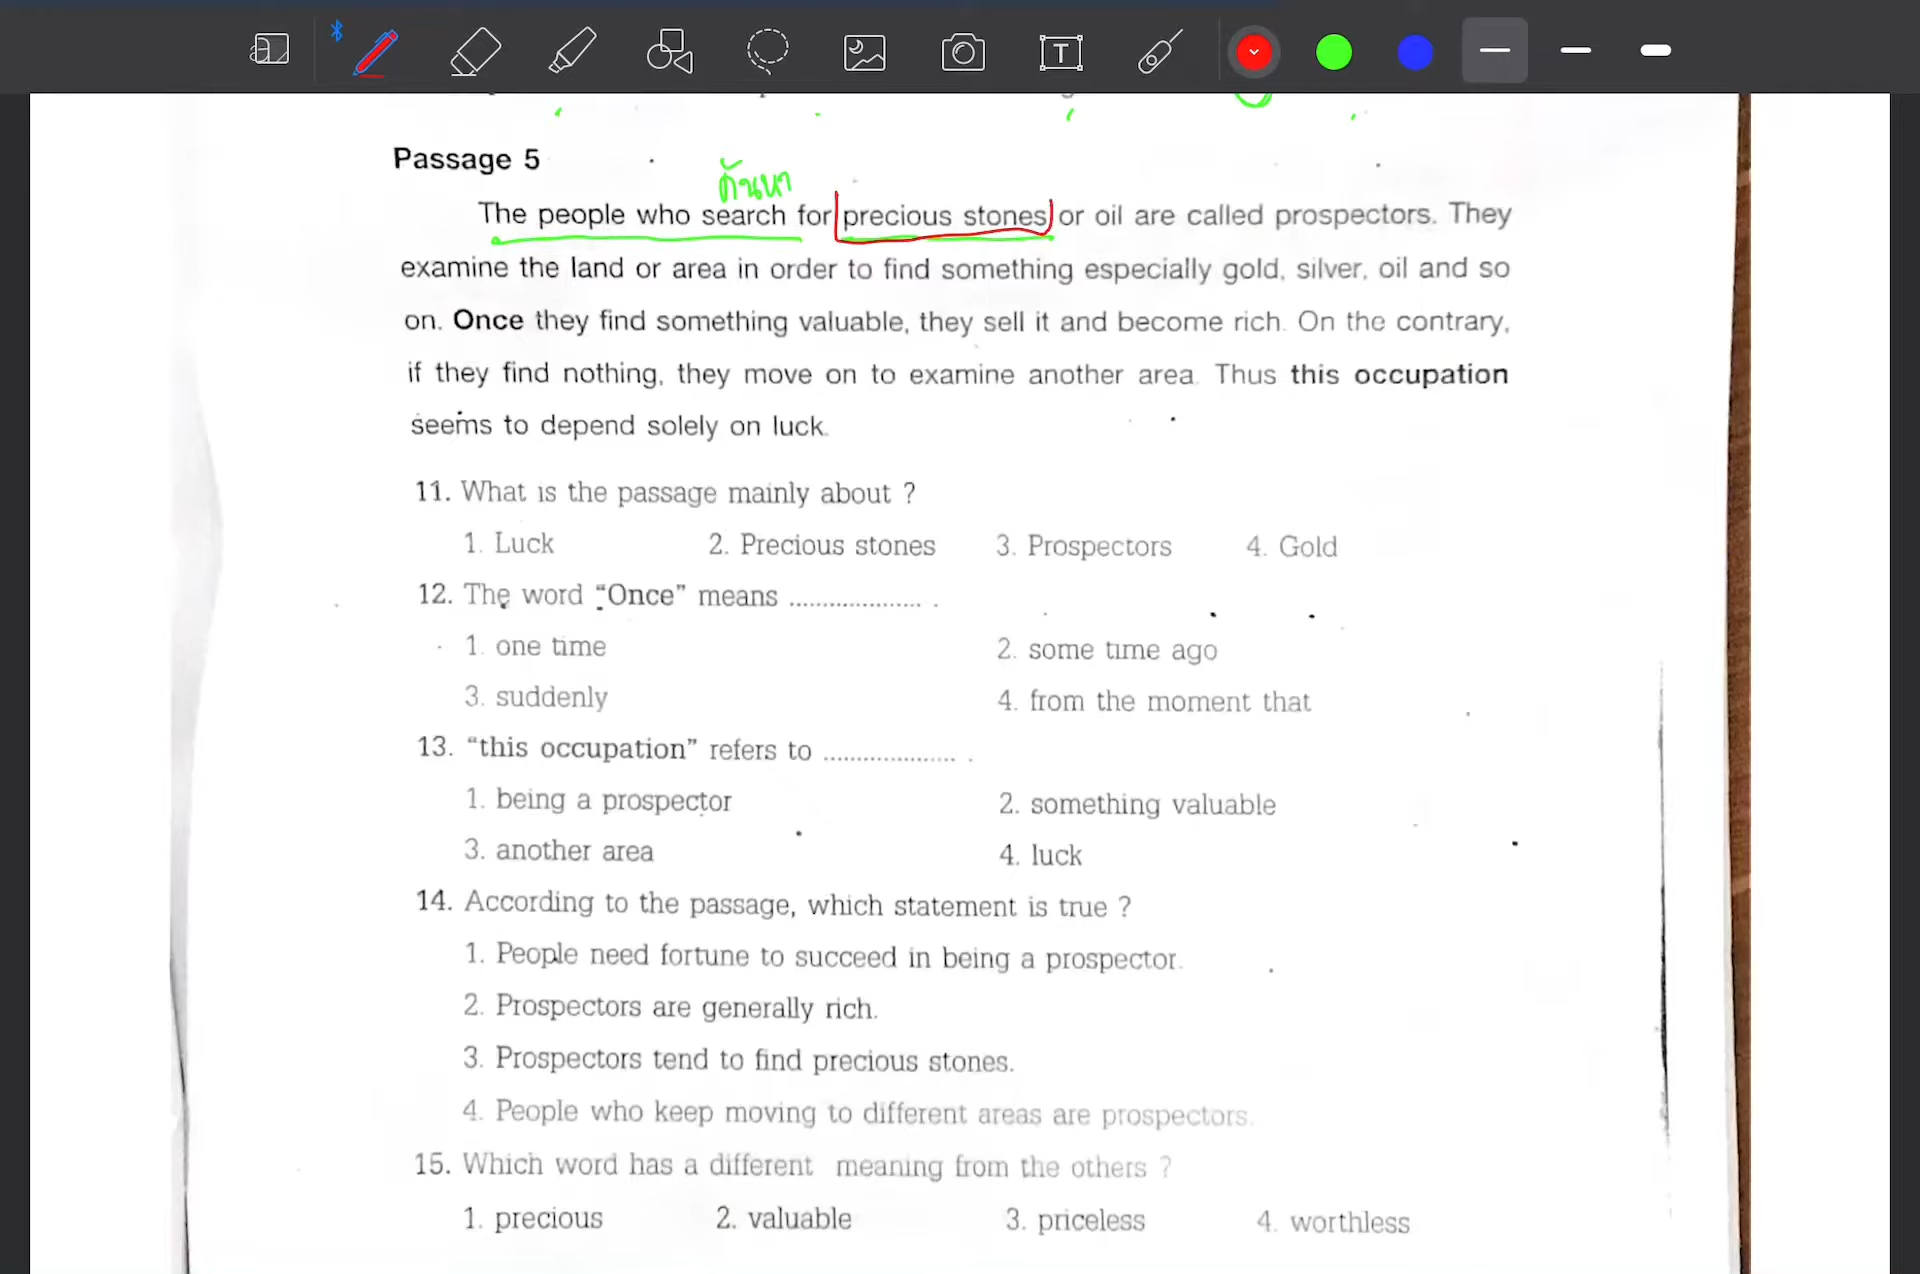 Passage 5
ค้นหา
The people who search for precious stones or oil are called prospectors. They
examine the land or area in order to find something especially gold, silver, oil and so
on. Once they find something valuable, they sell it and become rich. On the contrary,
if they find nothing, they move on to examine another area. Thus this occupation
seems to depend solely on luck.
11. What is the passage mainly about ?
1. Luck 2. Precious stones 3. Prospectors 4. Gold
12. The word "Once" means ..................... .
1. one time 2. some time ago
3. suddenly 4. from the moment that
13. "this occupation" refers to ..................... .
1. being a prospector 2. something valuable
3. another area 4. luck
14. According to the passage, which statement is true ?
1. People need fortune to succeed in being a prospector.
2. Prospectors are generally rich.
3. Prospectors tend to find precious stones.
4. People who keep moving to different areas are prospectors.
15. Which word has a different meaning from the others ?
1. precious 2. valuable 3. priceless 4. worthless